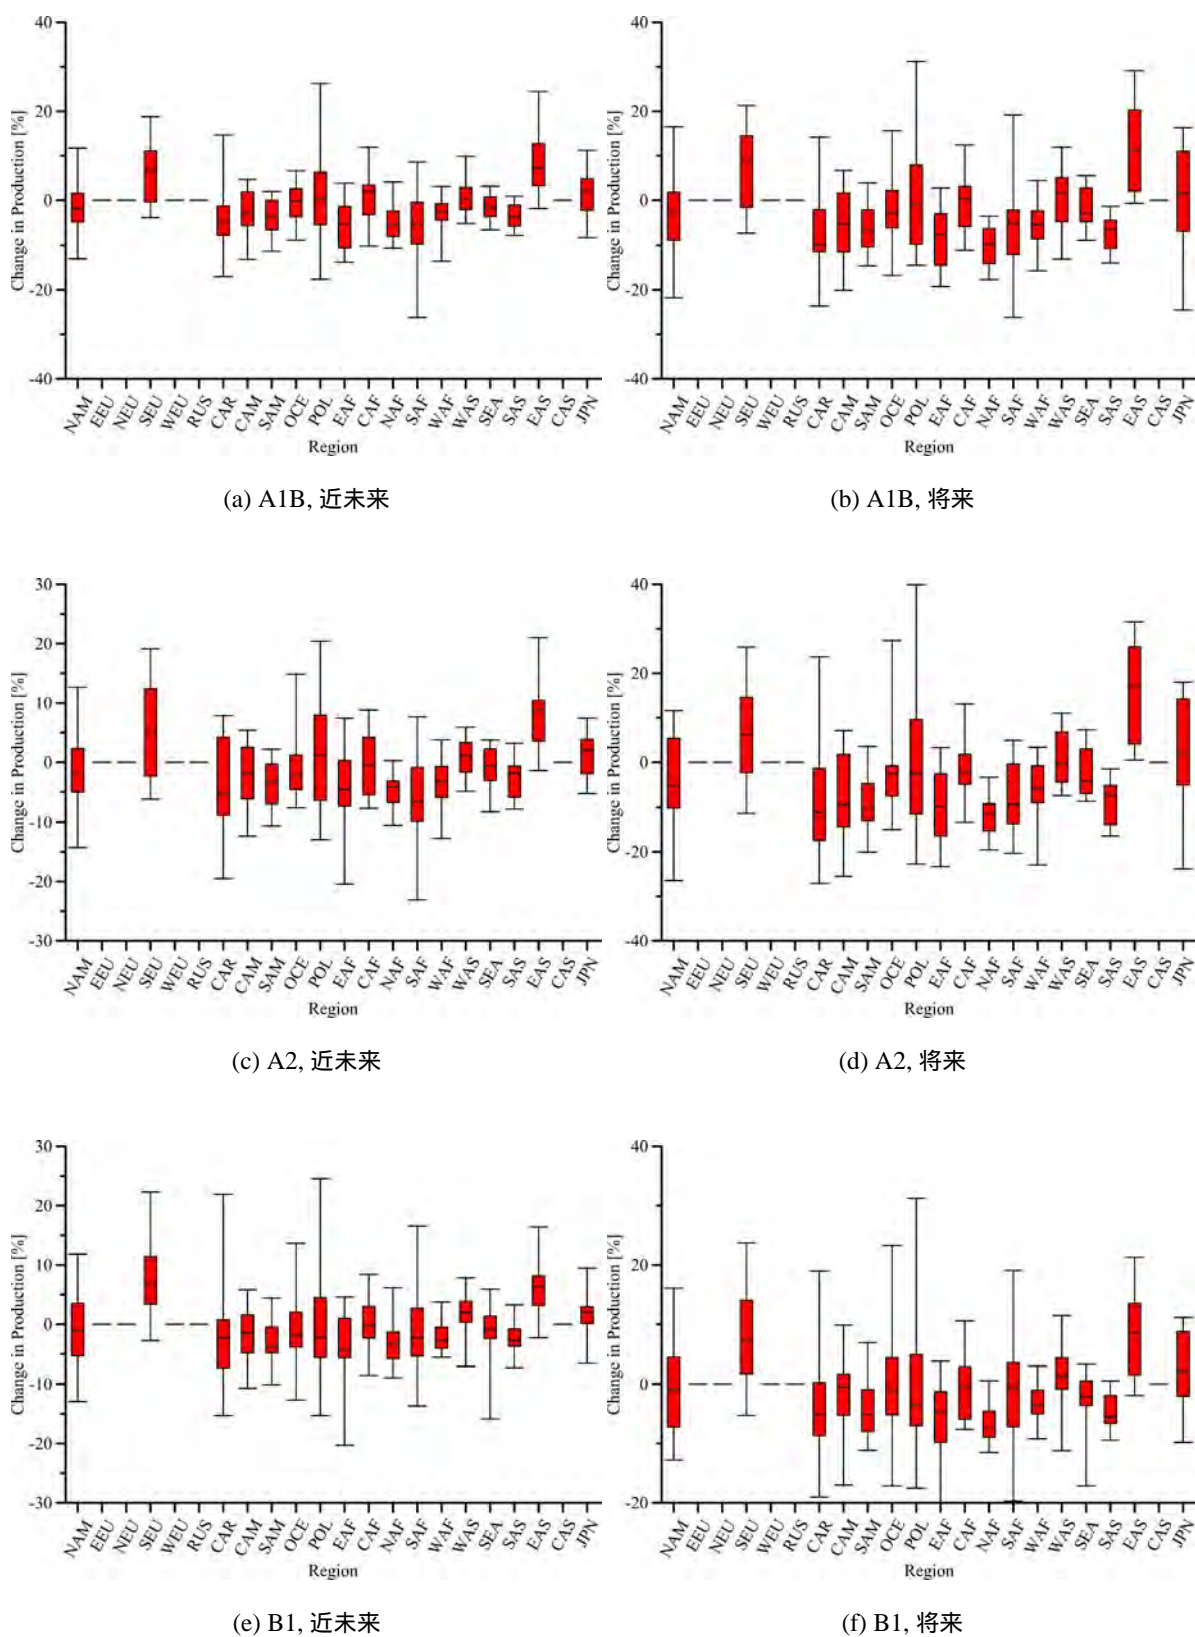 40
20
0
-20
-40
Change in Production [%]
NAM EEU NEU SEU WEU RUS CAR CAM SAM OCE POL EAF CAF NAF SAF WAF WAS SEA SAS EAS CAS JPN
Region
(a) A1B, 近未来
40
20
0
-20
-40
Change in Production [%]
NAM EEU NEU SEU WEU RUS CAR CAM SAM OCE POL EAF CAF NAF SAF WAF WAS SEA SAS EAS CAS JPN
Region
(b) A1B, 将来
30
20
10
0
-10
-20
-30
Change in Production [%]
NAM EEU NEU SEU WEU RUS CAR CAM SAM OCE POL EAF CAF NAF SAF WAF WAS SEA SAS EAS CAS JPN
Region
(c) A2, 近未来
40
20
0
-20
-40
Change in Production [%]
NAM EEU NEU SEU WEU RUS CAR CAM SAM OCE POL EAF CAF NAF SAF WAF WAS SEA SAS EAS CAS JPN
Region
(d) A2, 将来
30
20
10
0
-10
-20
-30
Change in Production [%]
NAM EEU NEU SEU WEU RUS CAR CAM SAM OCE POL EAF CAF NAF SAF WAF WAS SEA SAS EAS CAS JPN
Region
(e) B1, 近未来
40
20
0
-20
Change in Production [%]
NAM EEU NEU SEU WEU RUS CAR CAM SAM OCE POL EAF CAF NAF SAF WAF WAS SEA SAS EAS CAS JPN
Region
(f) B1, 将来